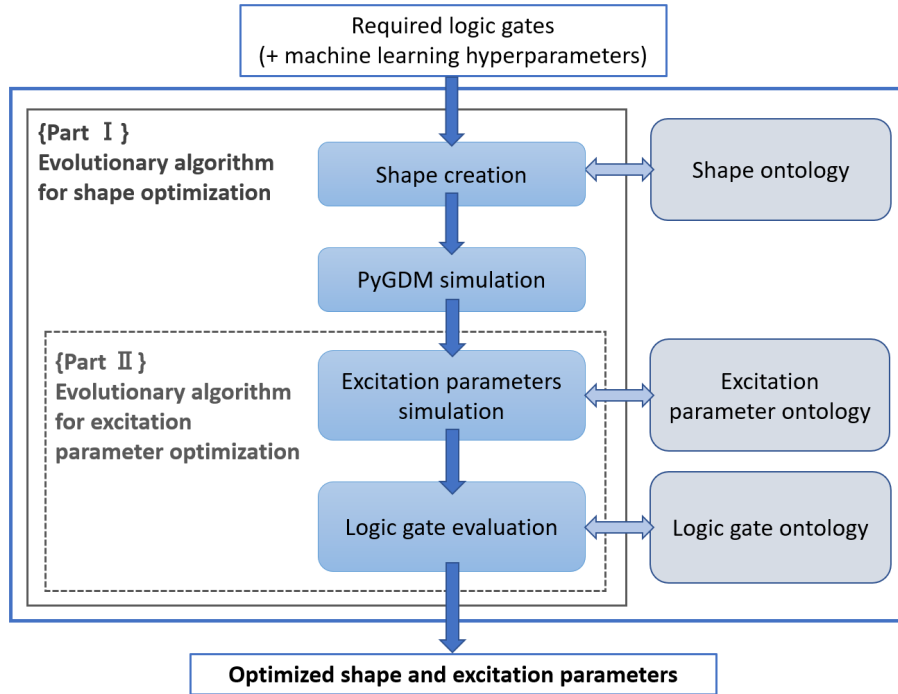 Required logic gates
(+ machine learning hyperparameters)
{Part Ⅰ}
Evolutionary algorithm
for shape optimization
Shape creation
Shape ontology
PyGDM simulation
{Part Ⅱ}
Evolutionary algorithm
for excitation
parameter optimization
Excitation parameters
simulation
Excitation
parameter ontology
Logic gate evaluation
Logic gate ontology
Optimized shape and excitation parameters